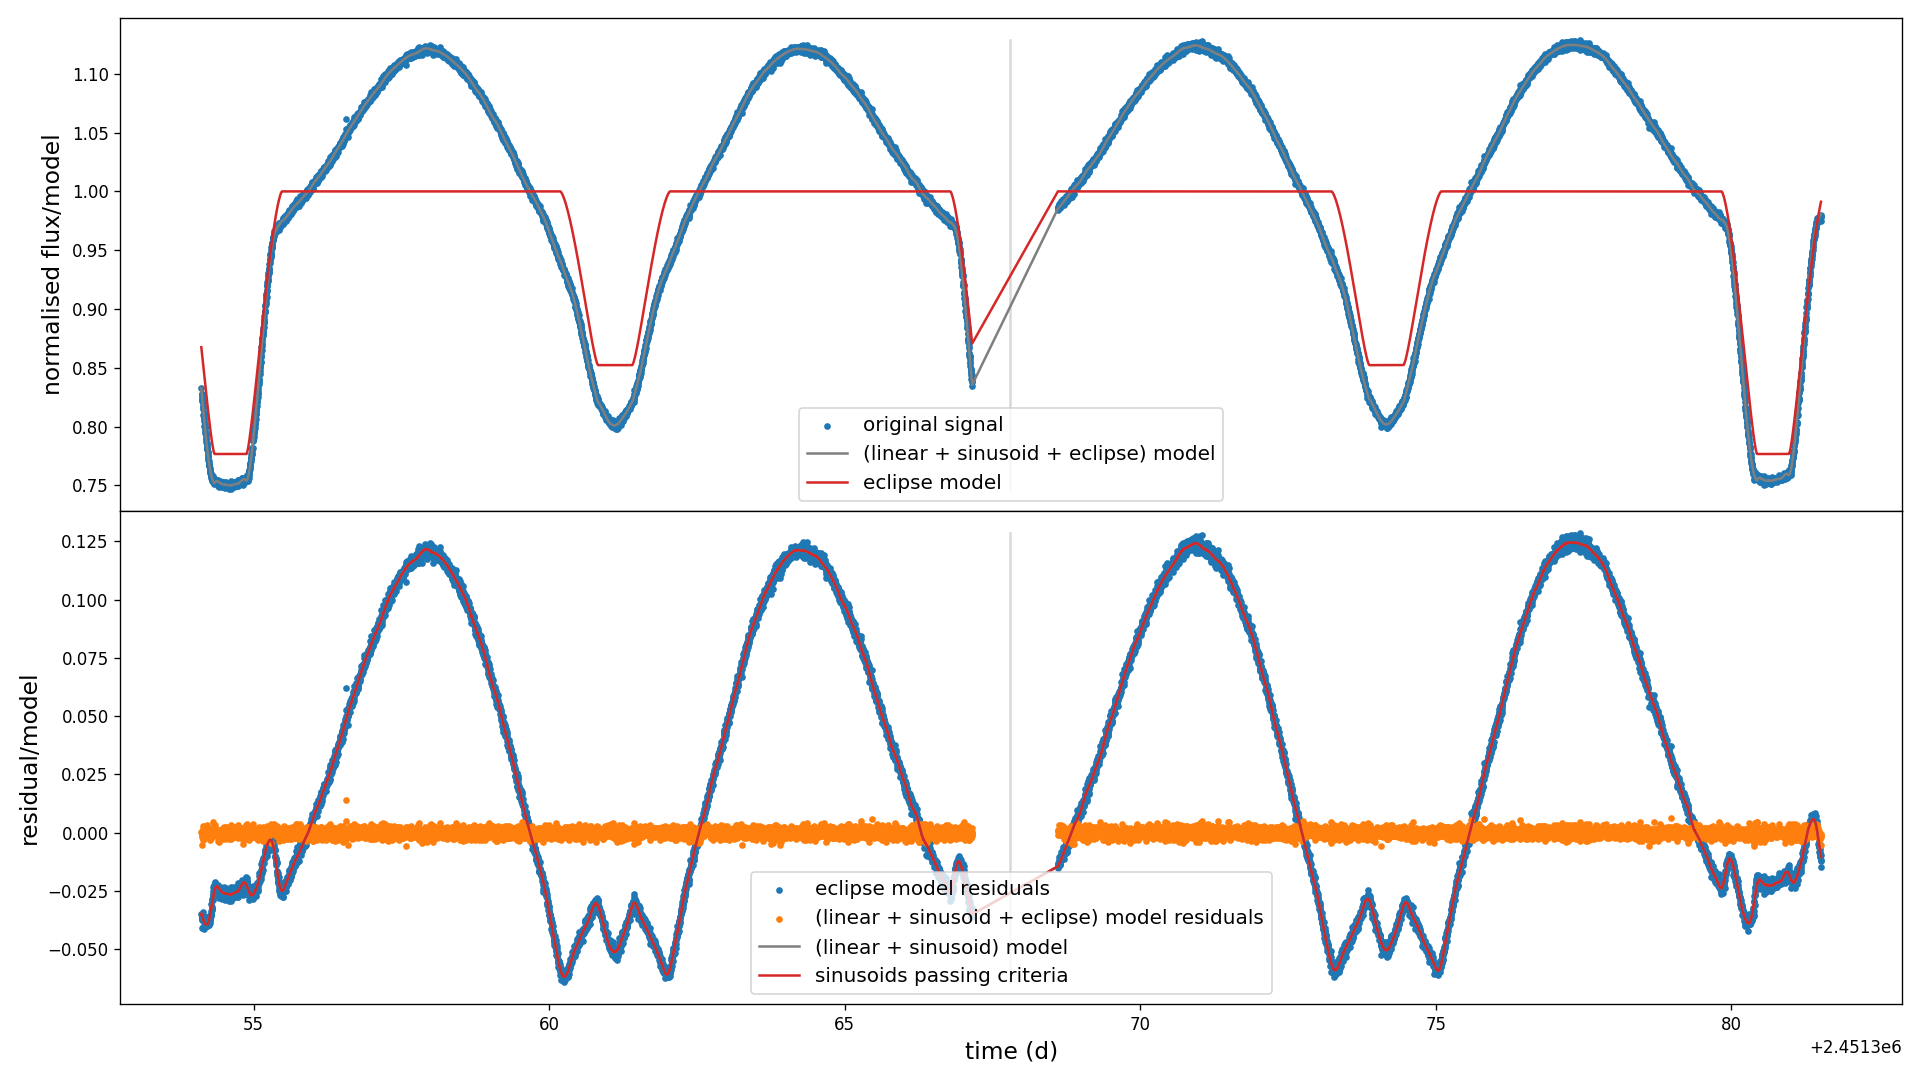 normalised flux/model
1.10
1.05
1.00
0.95
0.90
0.85
0.80
0.75
original signal
(linear + sinusoid + eclipse) model
eclipse model
residual/model
0.125
0.100
0.075
0.050
0.025
0.000
−0.025
−0.050
eclipse model residuals
(linear + sinusoid + eclipse) model residuals
(linear + sinusoid) model
sinusoids passing criteria
55 60 65 70 75 80
time (d)
+2.4513e6